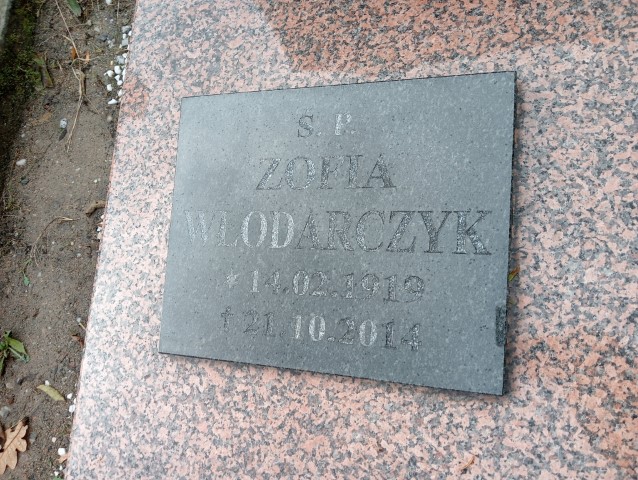 Ś. P.
ZOFIA
WŁODARCZYK
* 14.02.1919
† 21.10.2014